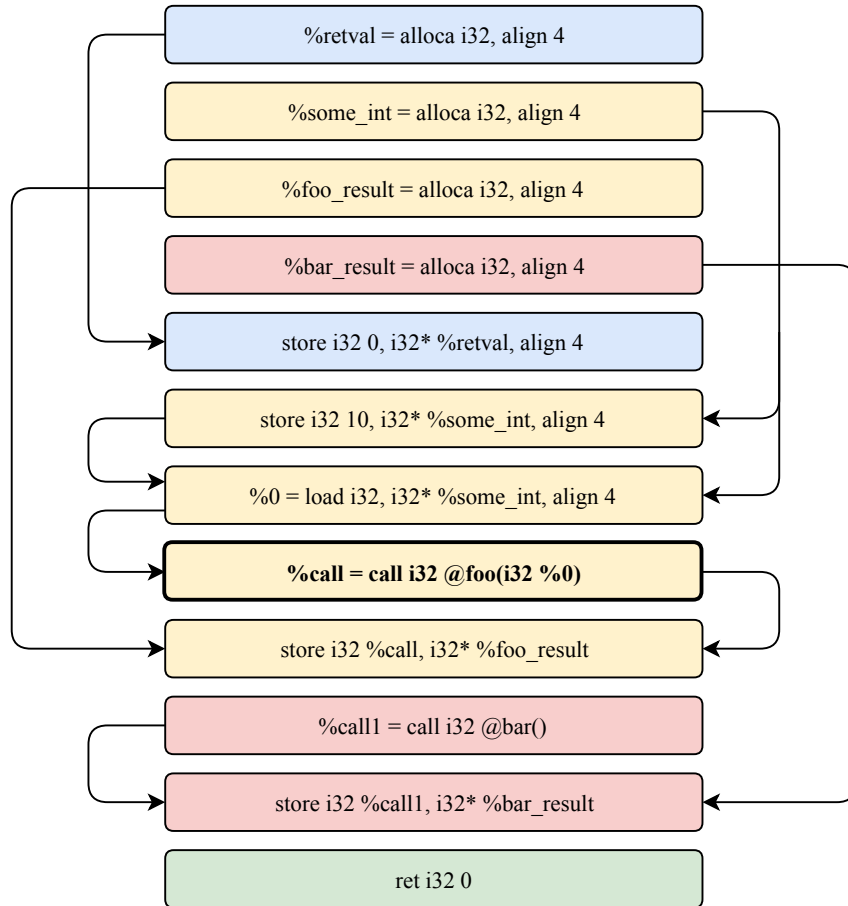 %retval = alloca i32, align 4
%some_int = alloca i32, align 4
%foo_result = alloca i32, align 4
%bar_result = alloca i32, align 4
store i32 0, i32* %retval, align 4
store i32 10, i32* %some_int, align 4
%0 = load i32, i32* %some_int, align 4
%call = call i32 @foo(i32 %0)
store i32 %call, i32* %foo_result
%call1 = call i32 @bar()
store i32 %call1, i32* %bar_result
ret i32 0